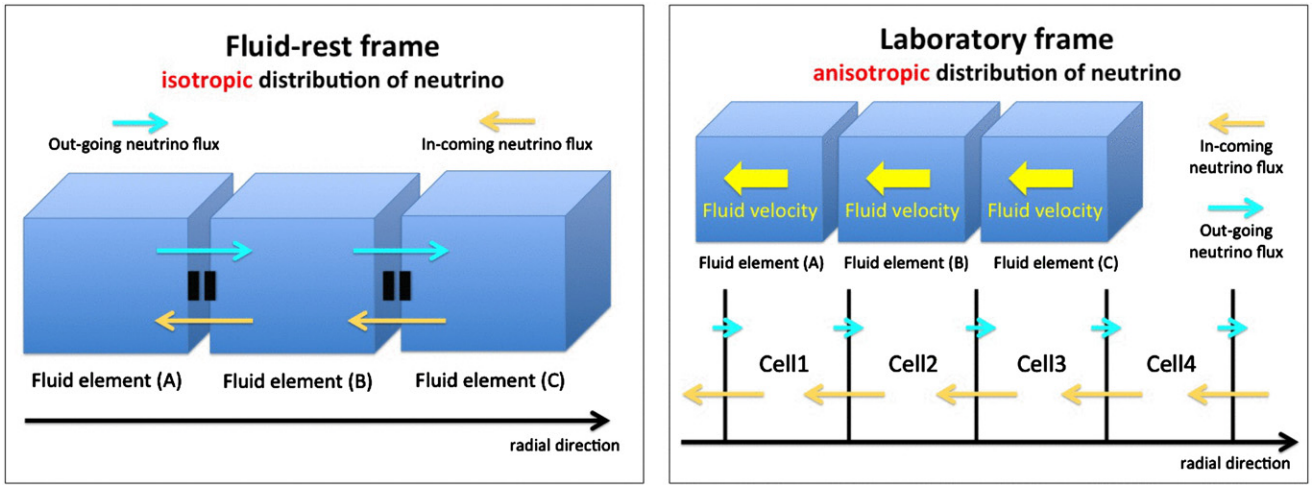 Fluid-rest frame
isotropic distribution of neutrino
Out-going neutrino flux
In-coming neutrino flux
Fluid element (A)
Fluid element (B)
Fluid element (C)
radial direction
Laboratory frame
anisotropic distribution of neutrino
In-coming
neutrino flux
Fluid velocity
Fluid velocity
Fluid velocity
Out-going
neutrino flux
Fluid element (A)
Fluid element (B)
Fluid element (C)
Cell1
Cell2
Cell3
Cell4
radial direction